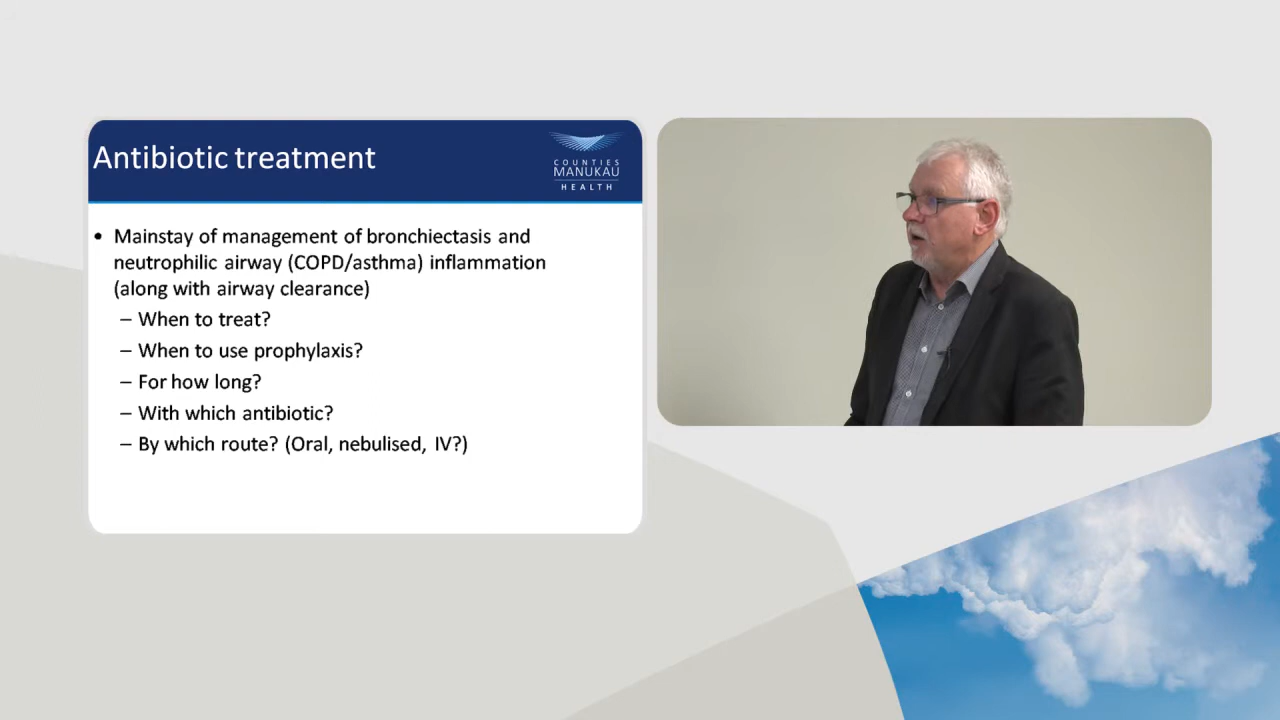 Antibiotic treatment
COUNTIES
MANUKAU
HEALTH
• Mainstay of management of bronchiectasis and
neutrophilic airway (COPD/asthma) inflammation
(along with airway clearance)
– When to treat?
– When to use prophylaxis?
– For how long?
– With which antibiotic?
– By which route? (Oral, nebulised, IV?)